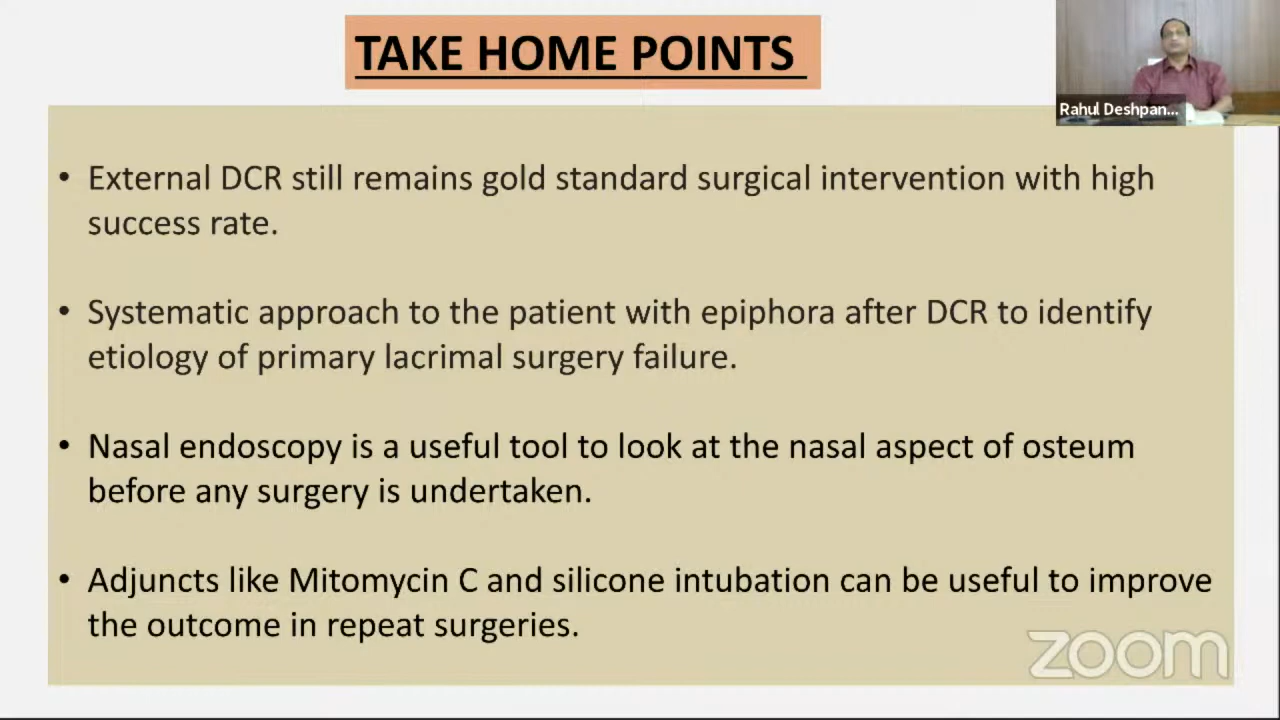 TAKE HOME POINTS
Rahul Deshpan...
• External DCR still remains gold standard surgical intervention with high
success rate.
• Systematic approach to the patient with epiphora after DCR to identify
etiology of primary lacrimal surgery failure.
• Nasal endoscopy is a useful tool to look at the nasal aspect of osteum
before any surgery is undertaken.
• Adjuncts like Mitomycin C and silicone intubation can be useful to improve
the outcome in repeat surgeries.
zoom